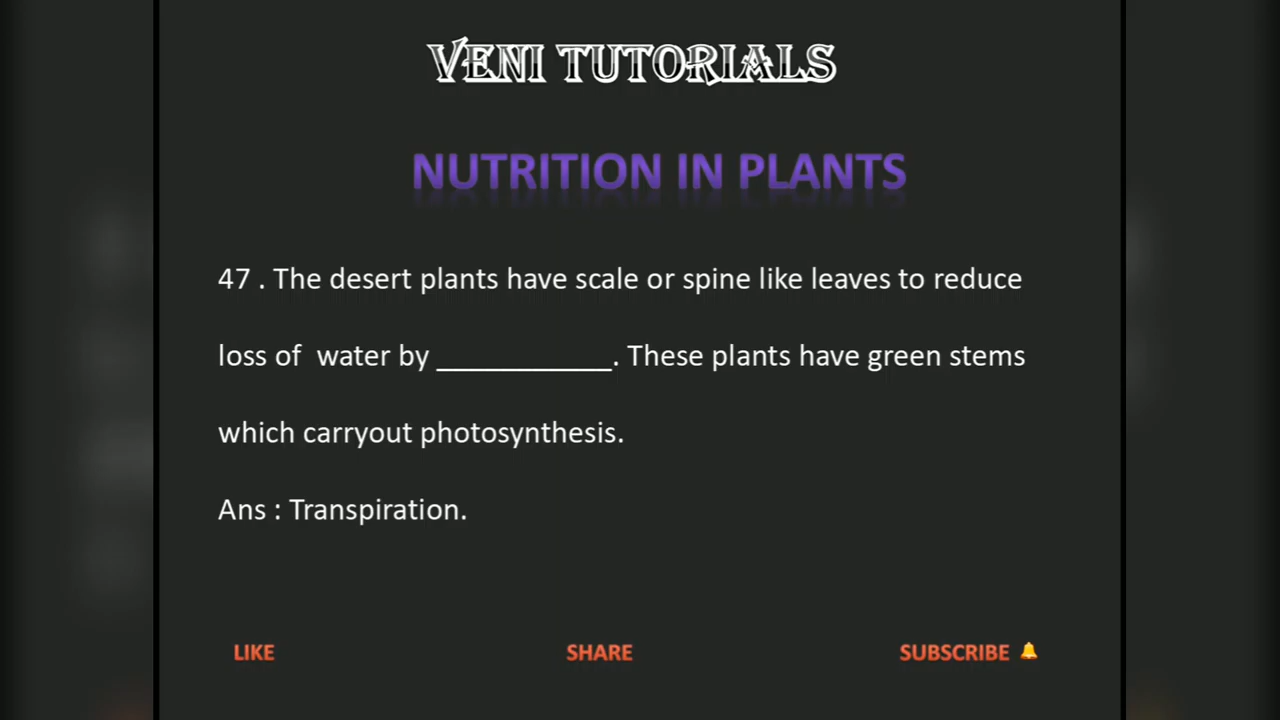 VENI TUTORIALS
NUTRITION IN PLANTS
47 . The desert plants have scale or spine like leaves to reduce
loss of  water by ____________. These plants have green stems
which carryout photosynthesis.
Ans : Transpiration.
LIKE SHARE SUBSCRIBE 🔔